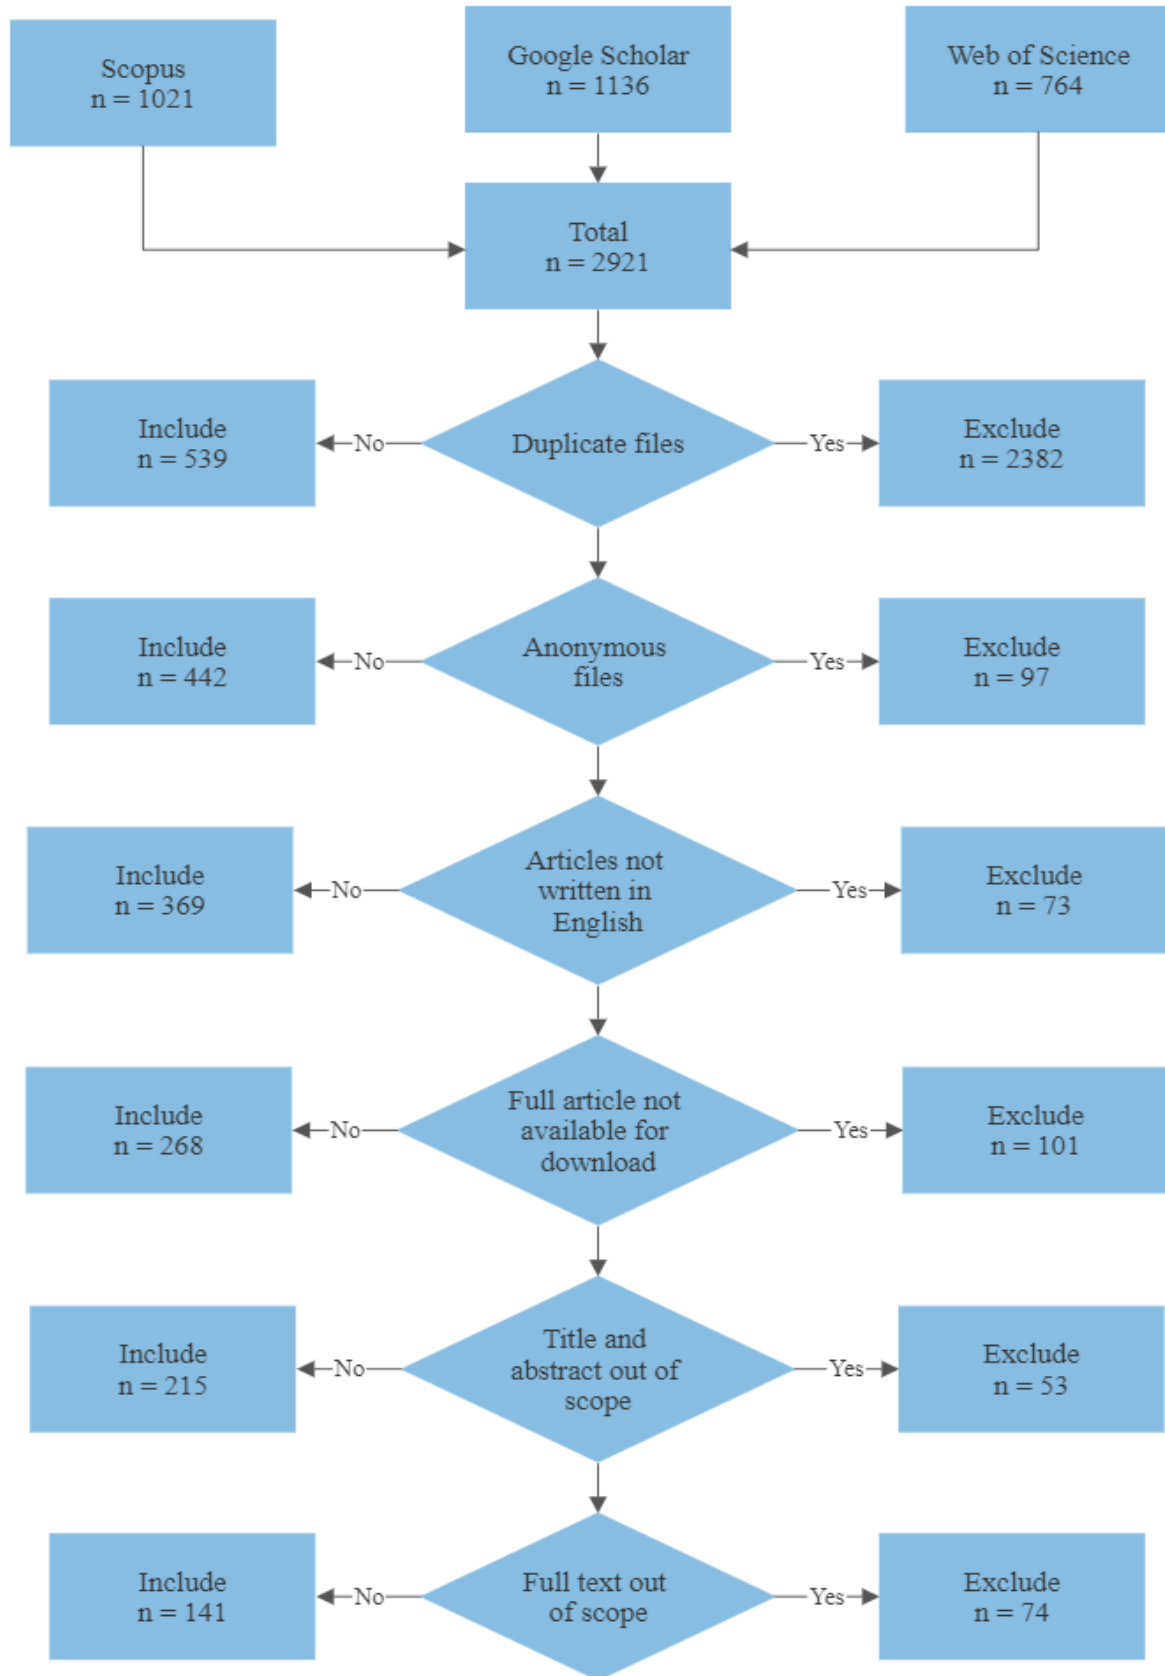 Scopus
n = 1021
Google Scholar
n = 1136
Web of Science
n = 764
Total
n = 2921
Include
n = 539
No
Duplicate files
Yes
Exclude
n = 2382
Include
n = 442
No
Anonymous
files
Yes
Exclude
n = 97
Include
n = 369
No
Articles not
written in
English
Yes
Exclude
n = 73
Include
n = 268
No
Full article not
available for
download
Yes
Exclude
n = 101
Include
n = 215
No
Title and
abstract out of
scope
Yes
Exclude
n = 53
Include
n = 141
No
Full text out
of scope
Yes
Exclude
n = 74